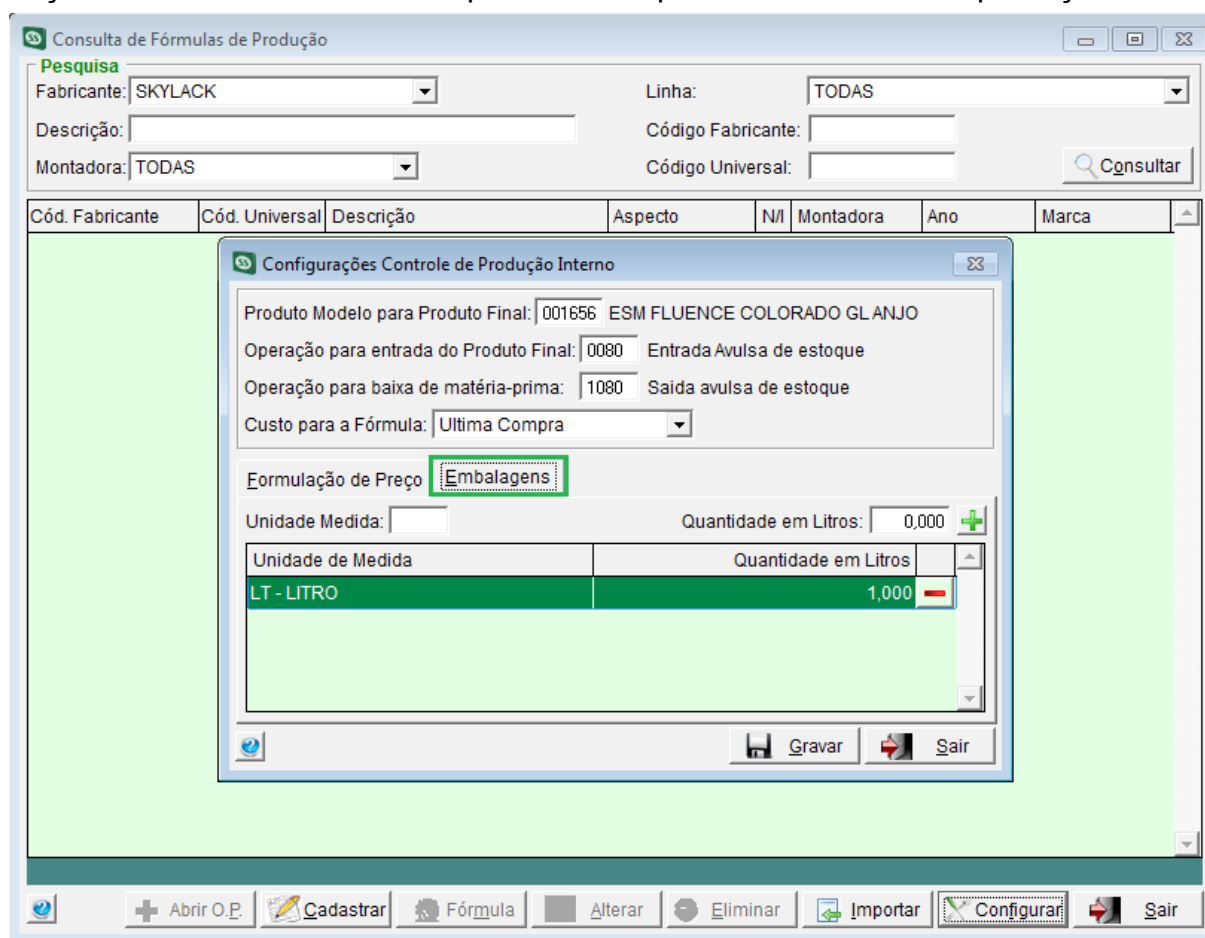 Consulta de Fórmulas de Produção
Pesquisa
Fabricante: SKYLACK Linha: TODAS
Descrição: Código Fabricante:
Montadora: TODAS Código Universal: Consultar
Cód. Fabricante Cód. Universal Descrição Aspecto N/I Montadora Ano Marca
Configurações Controle de Produção Interno
Produto Modelo para Produto Final: 001656 ESM FLUENCE COLORADO GL ANJO
Operação para entrada do Produto Final: 0080 Entrada Avulsa de estoque
Operação para baixa de matéria-prima: 1080 Saida avulsa de estoque
Custo para a Fórmula: Ultima Compra
Formulação de Preço Embalagens
Unidade Medida: Quantidade em Litros: 0,000
Unidade de Medida Quantidade em Litros
LT - LITRO 1,000
Gravar Sair
Abrir O.P. Cadastrar Fórmula Alterar Eliminar Importar Configurar Sair